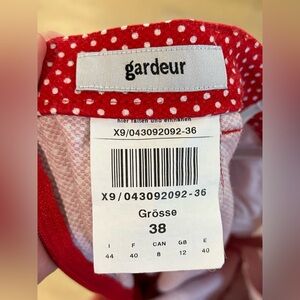 gardeur
hier falten und einnähen
X9/043092092-36
X9/043092092-36
Grösse
38
I F CAN GB E
44 40 8 12 40